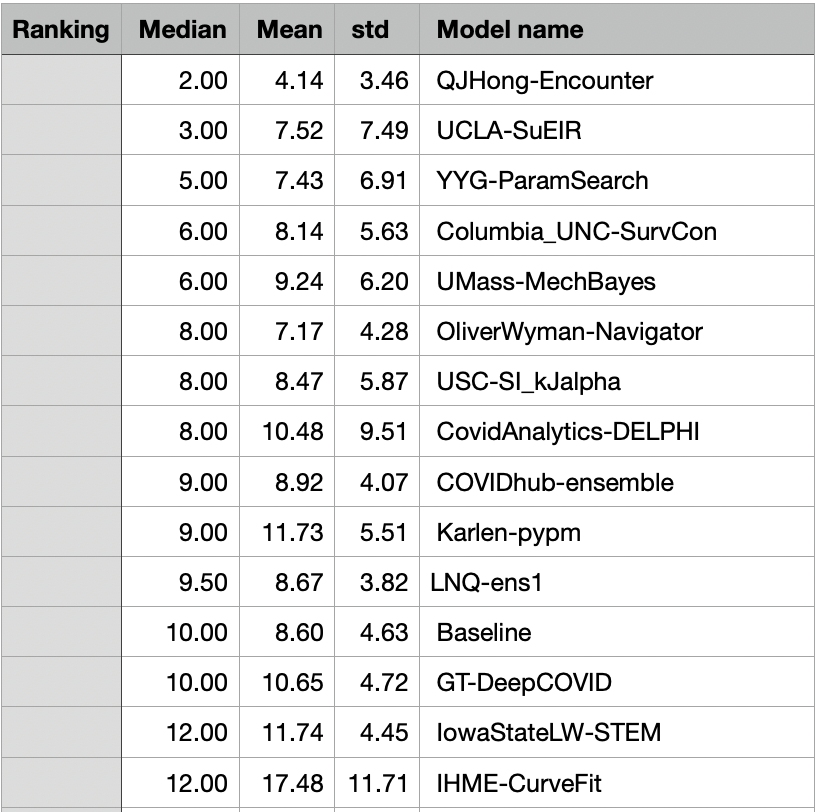 Ranking Median Mean std Model name
2.00 4.14 3.46 QJHong-Encounter
3.00 7.52 7.49 UCLA-SuEIR
5.00 7.43 6.91 YYG-ParamSearch
6.00 8.14 5.63 Columbia_UNC-SurvCon
6.00 9.24 6.20 UMass-MechBayes
8.00 7.17 4.28 OliverWyman-Navigator
8.00 8.47 5.87 USC-SI_kJalpha
8.00 10.48 9.51 CovidAnalytics-DELPHI
9.00 8.92 4.07 COVIDhub-ensemble
9.00 11.73 5.51 Karlen-pypm
9.50 8.67 3.82 LNQ-ens1
10.00 8.60 4.63 Baseline
10.00 10.65 4.72 GT-DeepCOVID
12.00 11.74 4.45 IowaStateLW-STEM
12.00 17.48 11.71 IHME-CurveFit